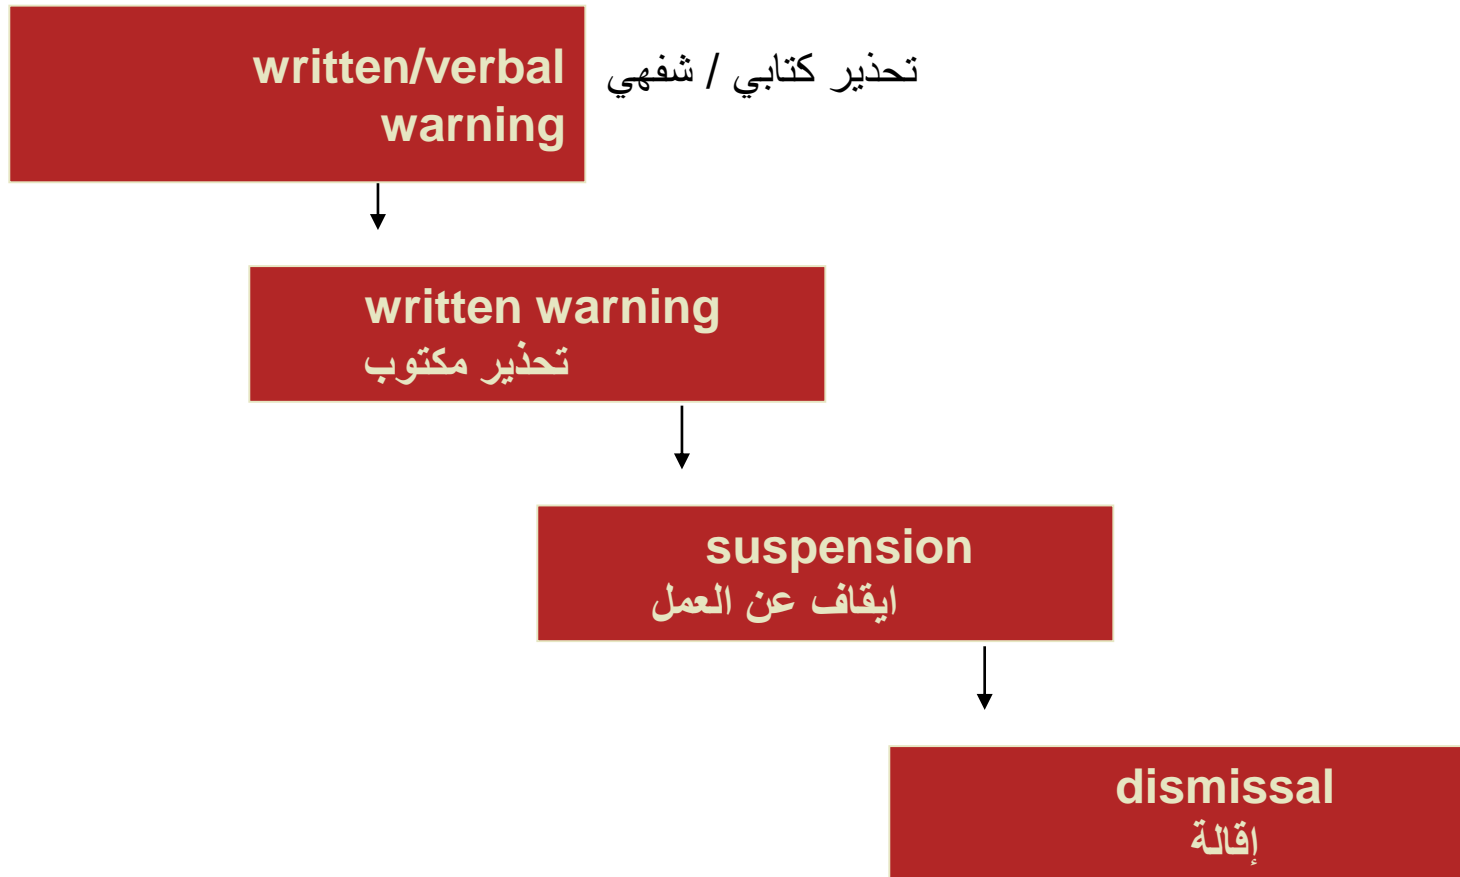 written/verbal
warning
تحذير كتابي / شفهي
written warning
تحذير مكتوب
suspension
ايقاف عن العمل
dismissal
إقالة